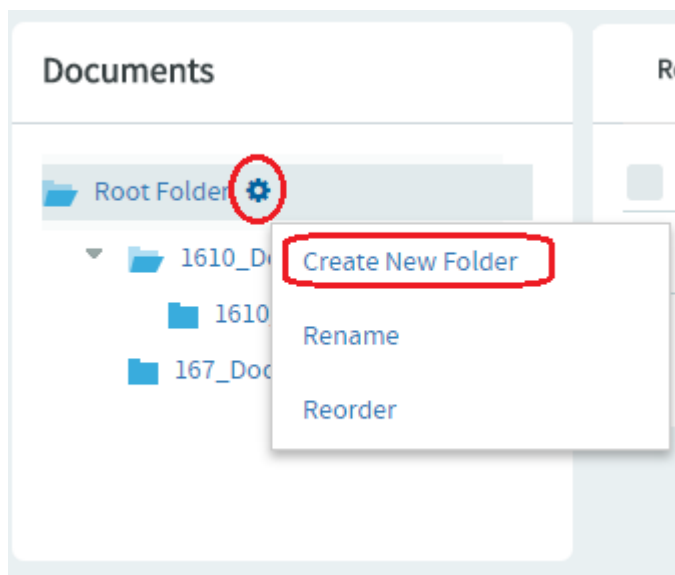 Documents
Root Folder
1610_D
Create New Folder
1610
Rename
167_Doc
Reorder